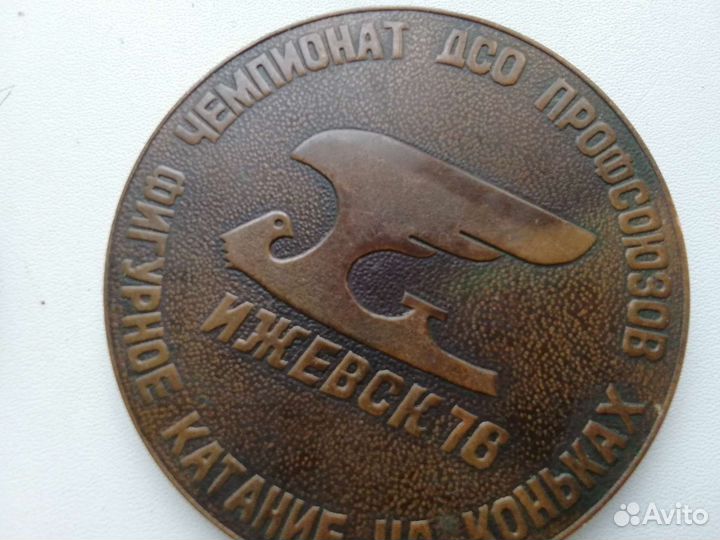 ЧЕМПИОНАТ ДСО ПРОФСОЮЗОВ
ФИГУРНОЕ КАТАНИЕ НА КОНЬКАХ
ИЖЕВСК 76
Avito